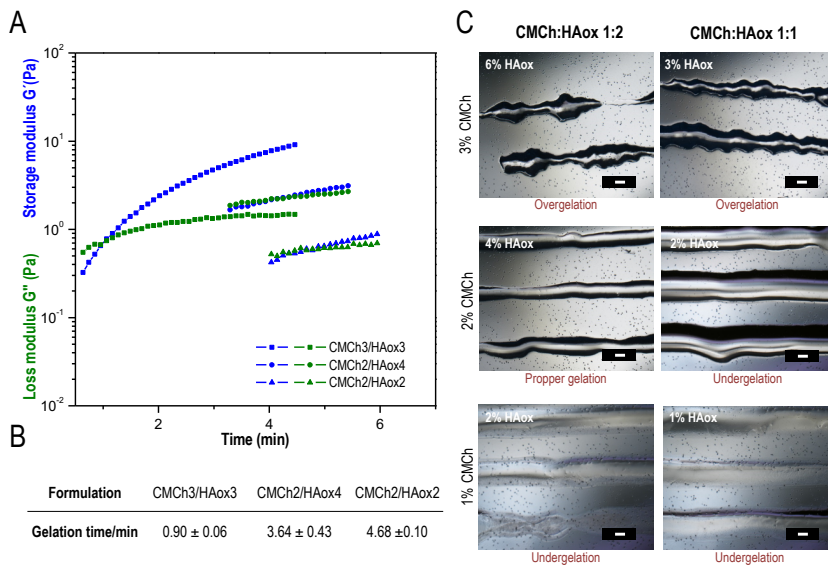 A
Storage modulus G´(Pa)
Loss modulus G" (Pa)
10²
10¹
10⁰
10⁻¹
10⁻²
2
4
6
Time (min)
CMCh3/HAox3
CMCh2/HAox4
CMCh2/HAox2
B
Formulation CMCh3/HAox3 CMCh2/HAox4 CMCh2/HAox2
Gelation time/min 0.90 ± 0.06 3.64 ± 0.43 4.68 ±0.10
C
CMCh:HAox 1:2 CMCh:HAox 1:1
3% CMCh
6% HAox 3% HAox
Overgelation Overgelation
2% CMCh
4% HAox 2% HAox
Propper gelation Undergelation
1% CMCh
2% HAox 1% HAox
Undergelation Undergelation